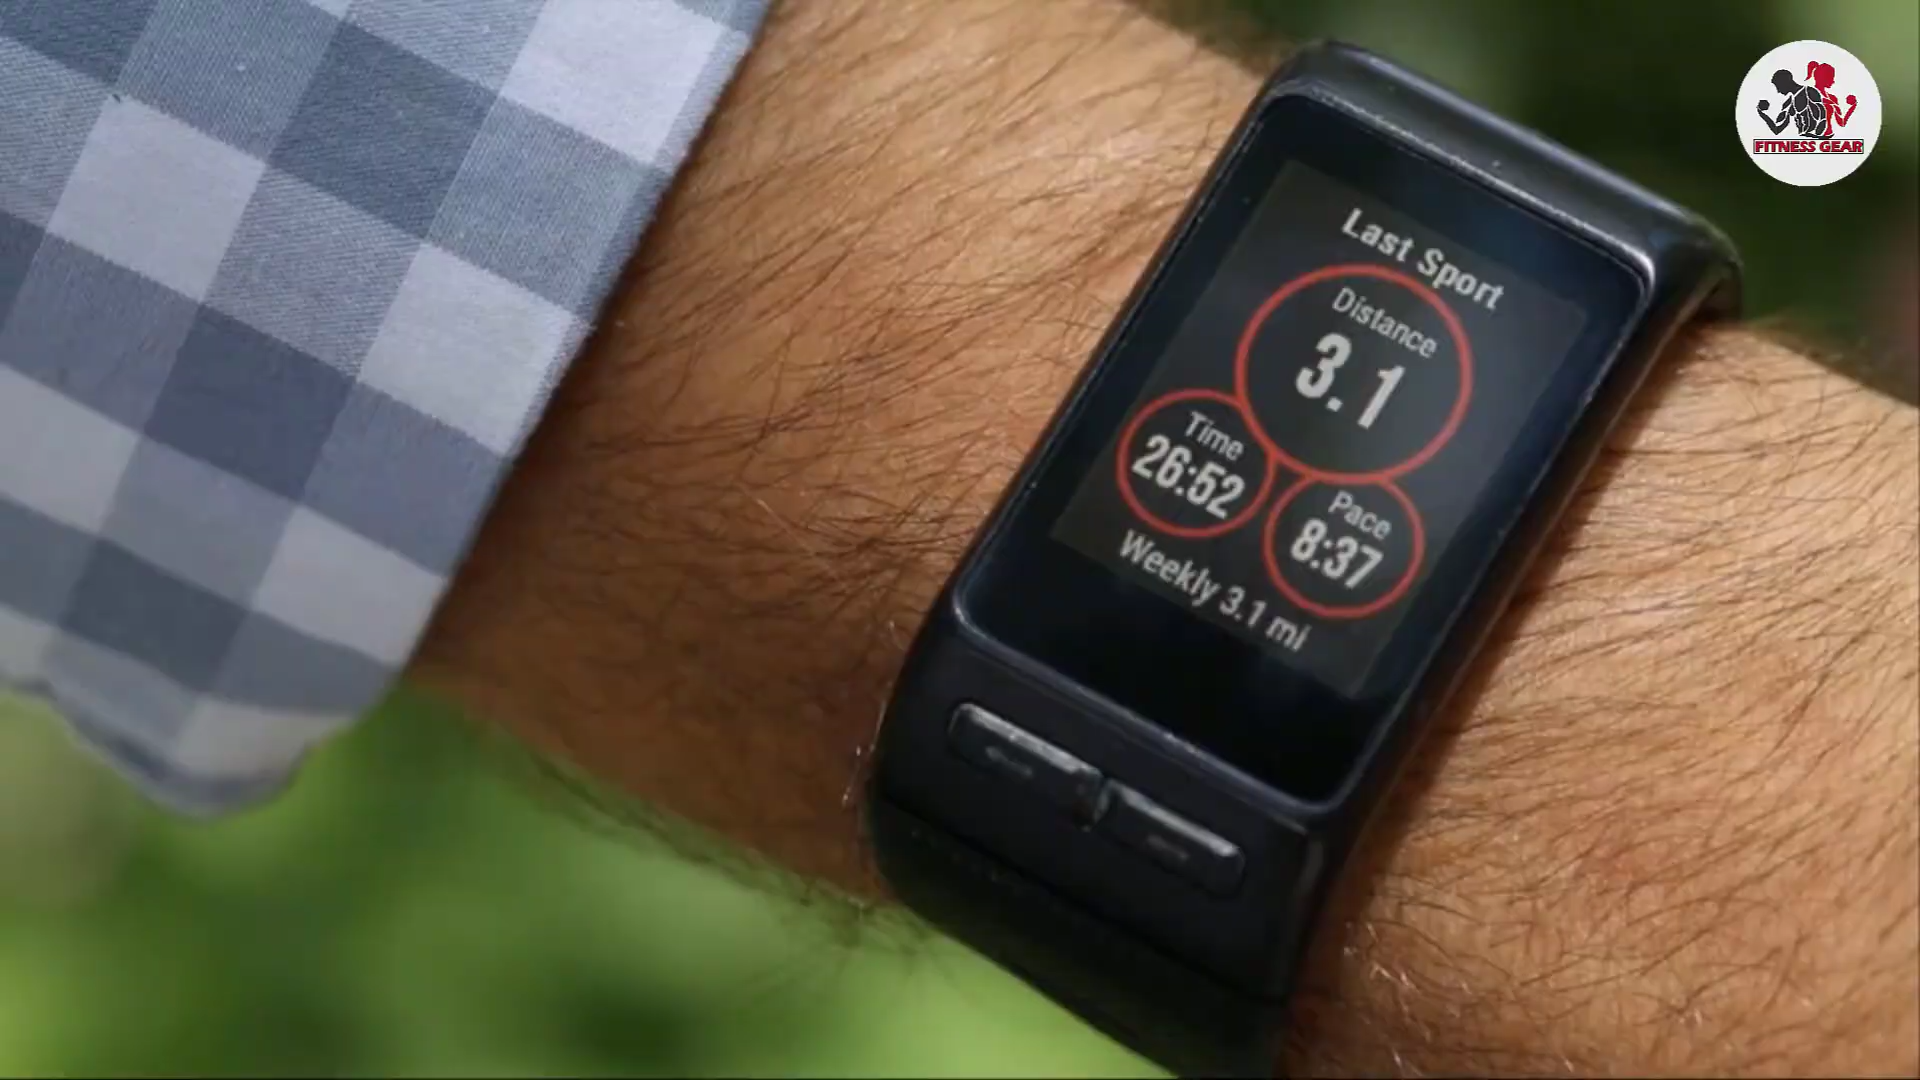 Last Sport
Distance
3.1
Time
26:52
Pace
8:37
Weekly 3.1 mi
FITNESS GEAR